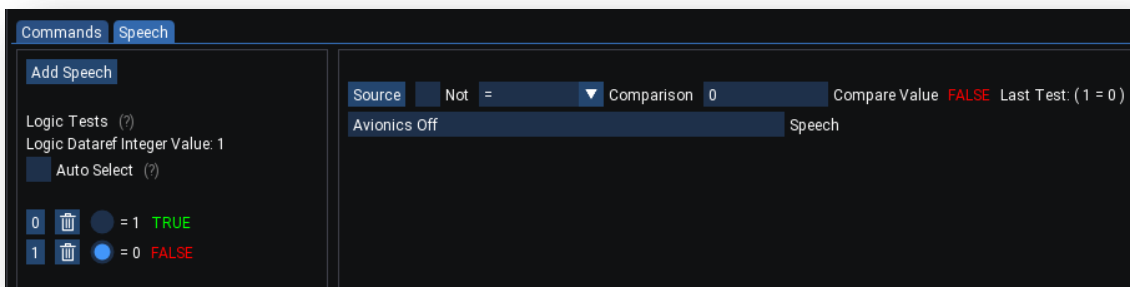 Commands Speech
Add Speech
Logic Tests (?)
Logic Dataref Integer Value: 1
Auto Select (?)
0 = 1 TRUE
1 = 0 FALSE
Source Not = Comparison 0 Compare Value FALSE Last Test: ( 1 = 0 )
Avionics Off Speech